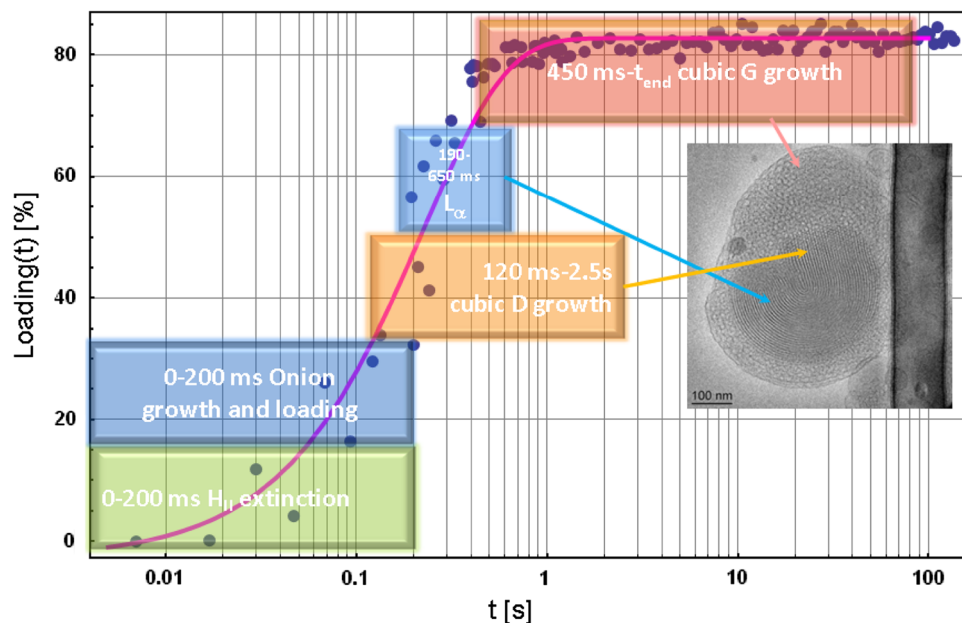 Loading(t) [%]
80
60
40
20
0
450 ms-tend cubic G growth
190-
650 ms
Lα
120 ms-2.5s
cubic D growth
0-200 ms Onion
growth and loading
0-200 ms HII extinction
100 nm
0.01
0.1
1
10
100
t [s]